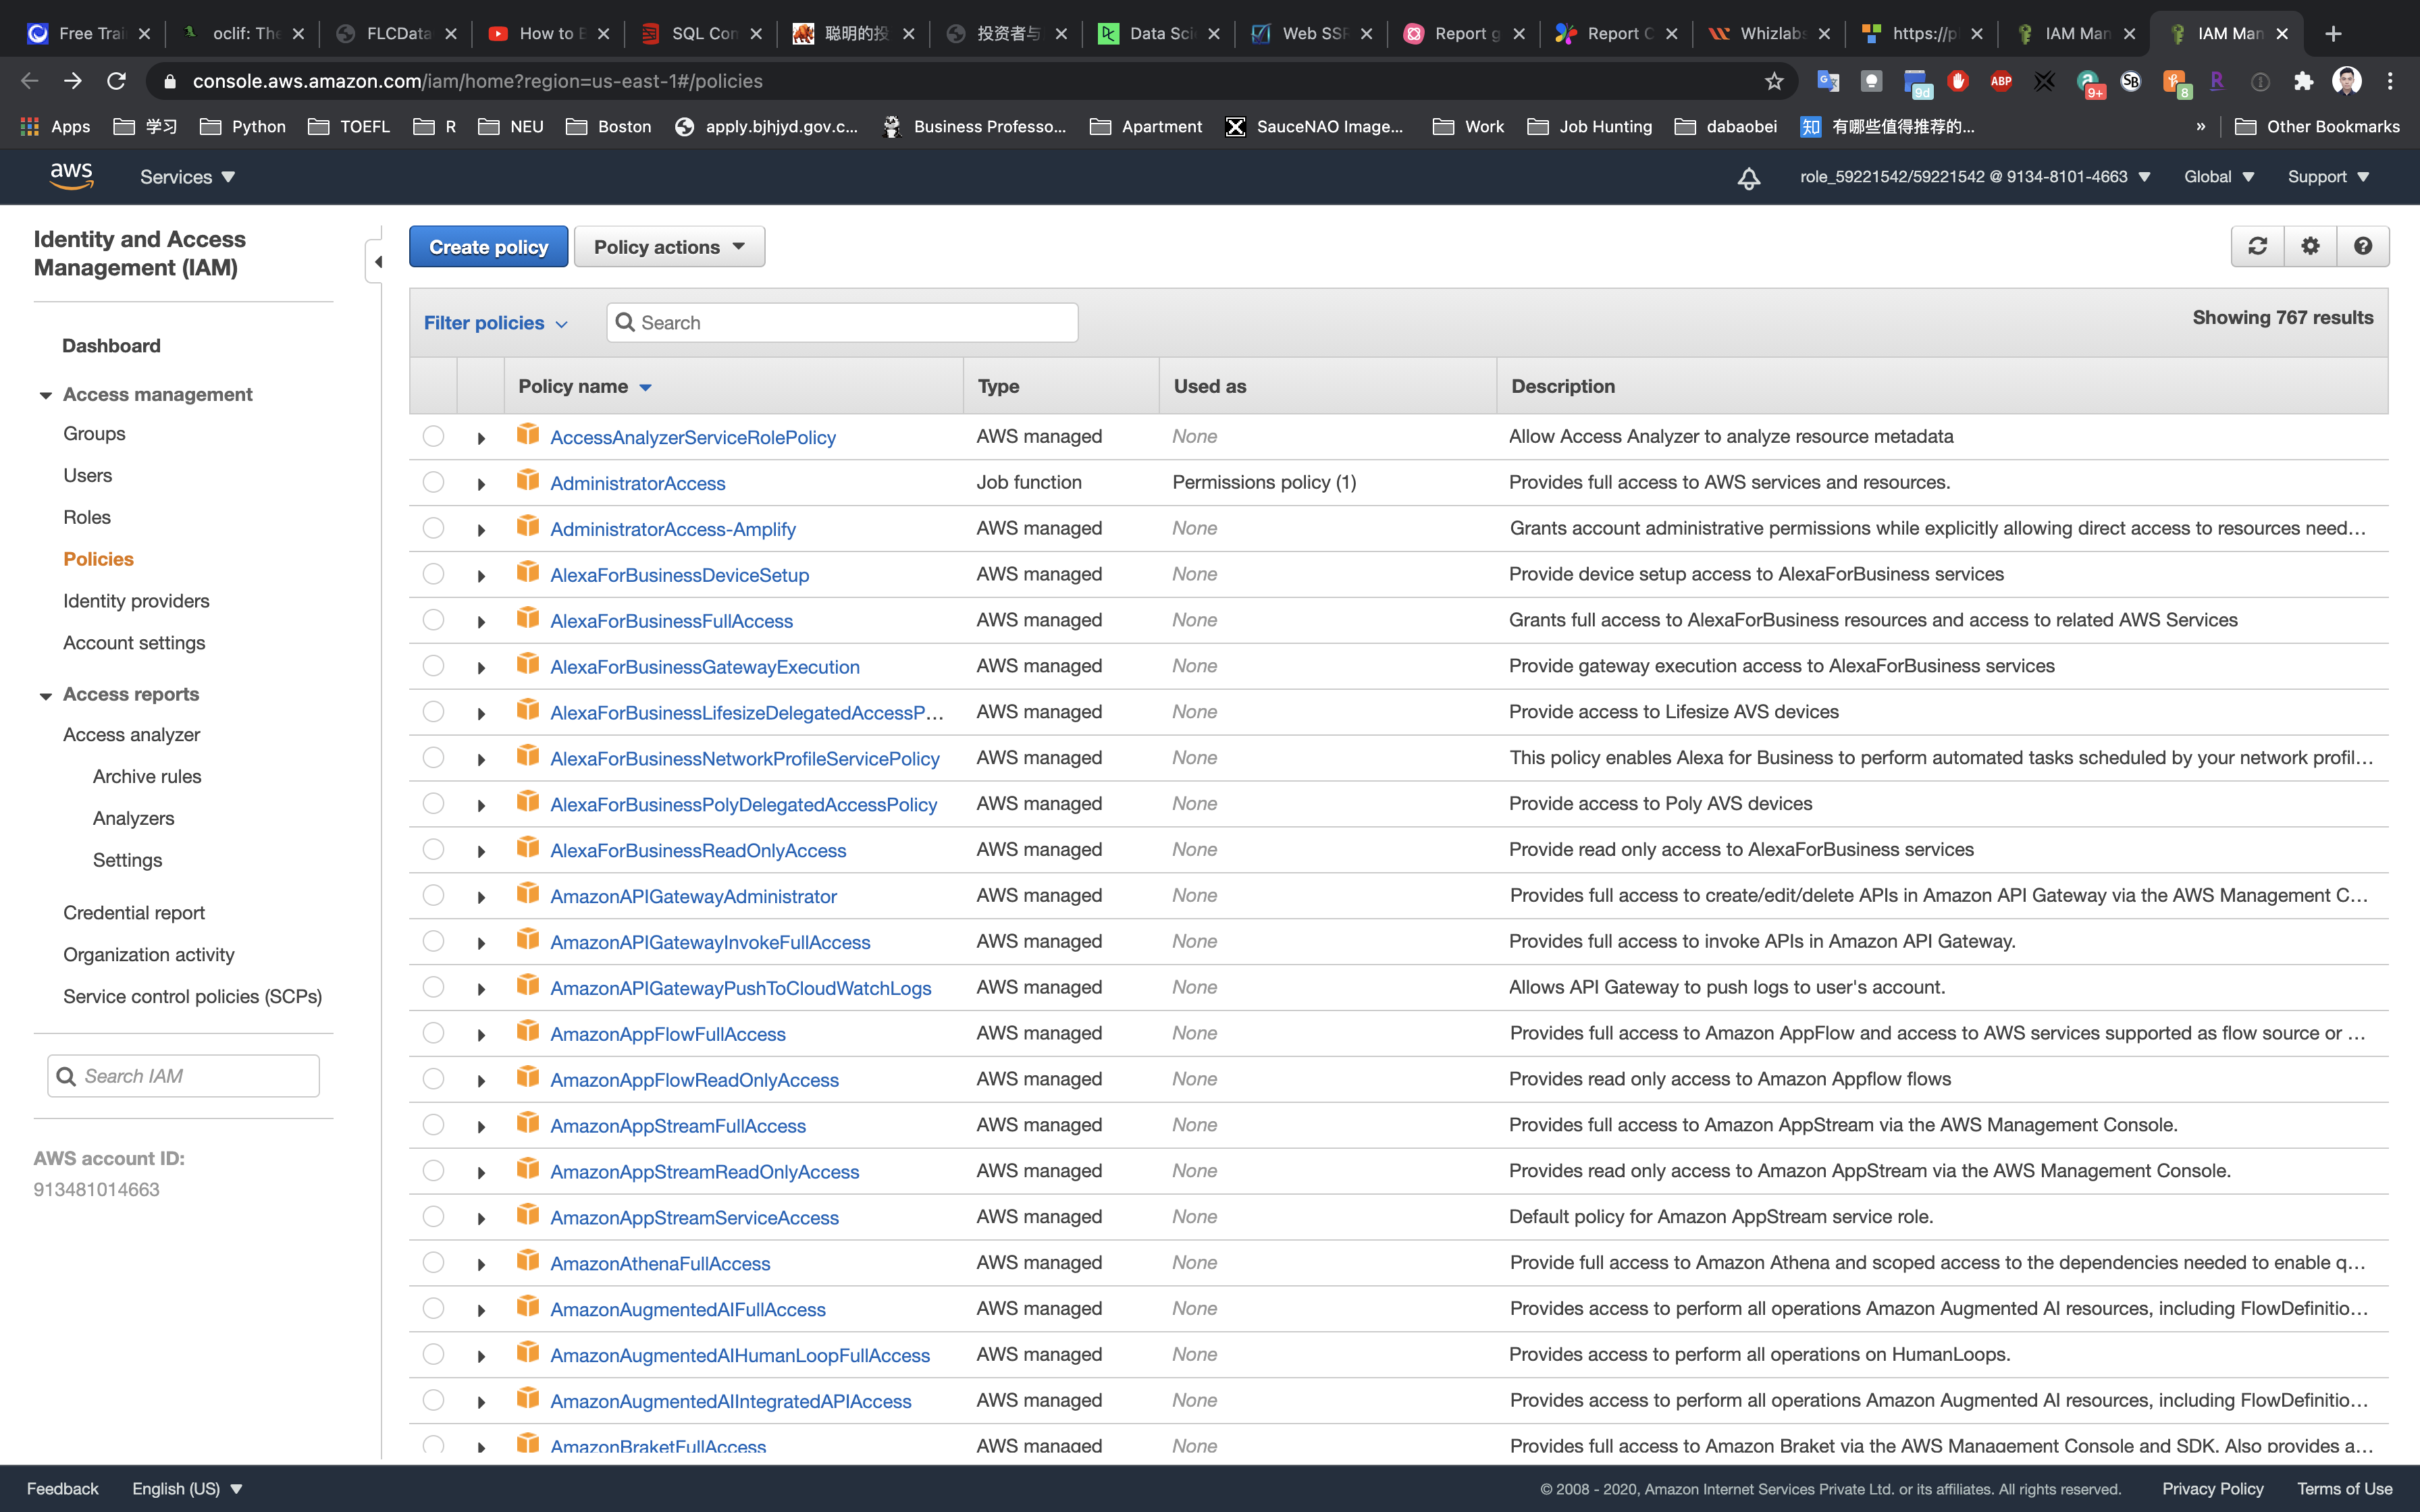 Free Trai
oclif: The
FLCData
How to E
SQL Con
聪明的投
投资者与
Data Scie
Web SSR
Report g
Report C
Whizlabs
https://p
IAM Man
IAM Man
console.aws.amazon.com/iam/home?region=us-east-1#/policies
9d
ABP
9+
SB
8
R
Apps
学习
Python
TOEFL
R
NEU
Boston
apply.bjhjyd.gov.c...
Business Professo...
Apartment
SauceNAO Image...
Work
Job Hunting
dabaobei
知 有哪些值得推荐的...
»
Other Bookmarks
aws
Services
role_59221542/59221542 @ 9134-8101-4663
Global
Support
Identity and Access
Management (IAM)
Dashboard
Access management
Groups
Users
Roles
Policies
Identity providers
Account settings
Access reports
Access analyzer
Archive rules
Analyzers
Settings
Credential report
Organization activity
Service control policies (SCPs)
Search IAM
AWS account ID:
913481014663
Create policy
Policy actions
Filter policies
Search
Showing 767 results
Policy name Type Used as Description
AccessAnalyzerServiceRolePolicy AWS managed None Allow Access Analyzer to analyze resource metadata
AdministratorAccess Job function Permissions policy (1) Provides full access to AWS services and resources.
AdministratorAccess-Amplify AWS managed None Grants account administrative permissions while explicitly allowing direct access to resources need...
AlexaForBusinessDeviceSetup AWS managed None Provide device setup access to AlexaForBusiness services
AlexaForBusinessFullAccess AWS managed None Grants full access to AlexaForBusiness resources and access to related AWS Services
AlexaForBusinessGatewayExecution AWS managed None Provide gateway execution access to AlexaForBusiness services
AlexaForBusinessLifesizeDelegatedAccessP... AWS managed None Provide access to Lifesize AVS devices
AlexaForBusinessNetworkProfileServicePolicy AWS managed None This policy enables Alexa for Business to perform automated tasks scheduled by your network profil...
AlexaForBusinessPolyDelegatedAccessPolicy AWS managed None Provide access to Poly AVS devices
AlexaForBusinessReadOnlyAccess AWS managed None Provide read only access to AlexaForBusiness services
AmazonAPIGatewayAdministrator AWS managed None Provides full access to create/edit/delete APIs in Amazon API Gateway via the AWS Management C...
AmazonAPIGatewayInvokeFullAccess AWS managed None Provides full access to invoke APIs in Amazon API Gateway.
AmazonAPIGatewayPushToCloudWatchLogs AWS managed None Allows API Gateway to push logs to user's account.
AmazonAppFlowFullAccess AWS managed None Provides full access to Amazon AppFlow and access to AWS services supported as flow source or ...
AmazonAppFlowReadOnlyAccess AWS managed None Provides read only access to Amazon Appflow flows
AmazonAppStreamFullAccess AWS managed None Provides full access to Amazon AppStream via the AWS Management Console.
AmazonAppStreamReadOnlyAccess AWS managed None Provides read only access to Amazon AppStream via the AWS Management Console.
AmazonAppStreamServiceAccess AWS managed None Default policy for Amazon AppStream service role.
AmazonAthenaFullAccess AWS managed None Provide full access to Amazon Athena and scoped access to the dependencies needed to enable q...
AmazonAugmentedAIFullAccess AWS managed None Provides access to perform all operations Amazon Augmented AI resources, including FlowDefinitio...
AmazonAugmentedAIHumanLoopFullAccess AWS managed None Provides access to perform all operations on HumanLoops.
AmazonAugmentedAIIntegratedAPIAccess AWS managed None Provides access to perform all operations Amazon Augmented AI resources, including FlowDefinitio...
AmazonBraketFullAccess AWS managed None Provides full access to Amazon Braket via the AWS Management Console and SDK. Also provides a...
Feedback
English (US)
© 2008 - 2020, Amazon Internet Services Private Ltd. or its affiliates. All rights reserved.
Privacy Policy
Terms of Use